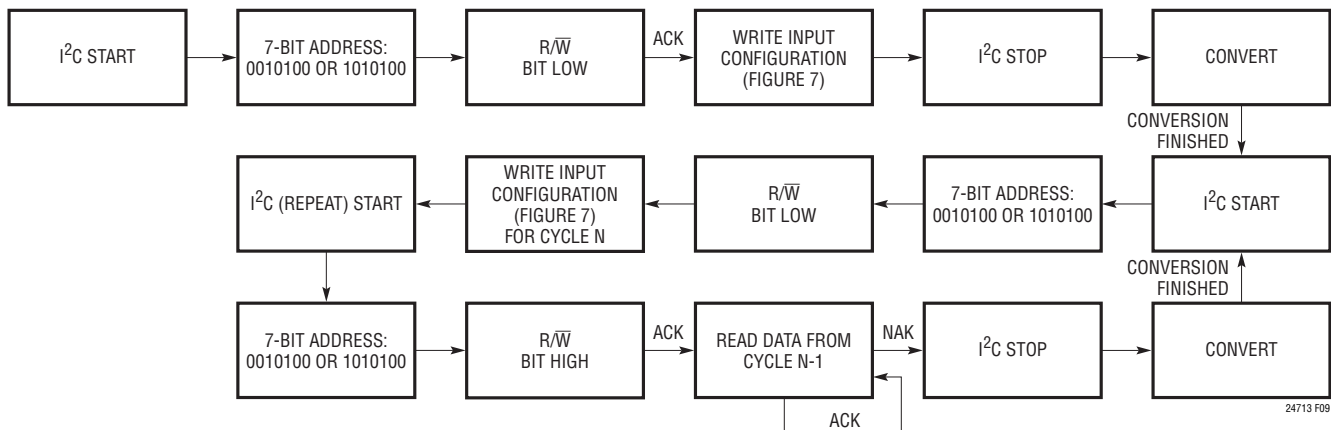 I²C START
7-BIT ADDRESS:
0010100 OR 1010100
R/W̅
BIT LOW
ACK
WRITE INPUT
CONFIGURATION
(FIGURE 7)
I²C STOP
CONVERT
CONVERSION
FINISHED
I²C START
7-BIT ADDRESS:
0010100 OR 1010100
R/W̅
BIT LOW
WRITE INPUT
CONFIGURATION
(FIGURE 7)
FOR CYCLE N
I²C (REPEAT) START
7-BIT ADDRESS:
0010100 OR 1010100
R/W̅
BIT HIGH
ACK
READ DATA FROM
CYCLE N-1
ACK
NAK
I²C STOP
CONVERT
CONVERSION
FINISHED
24713 F09